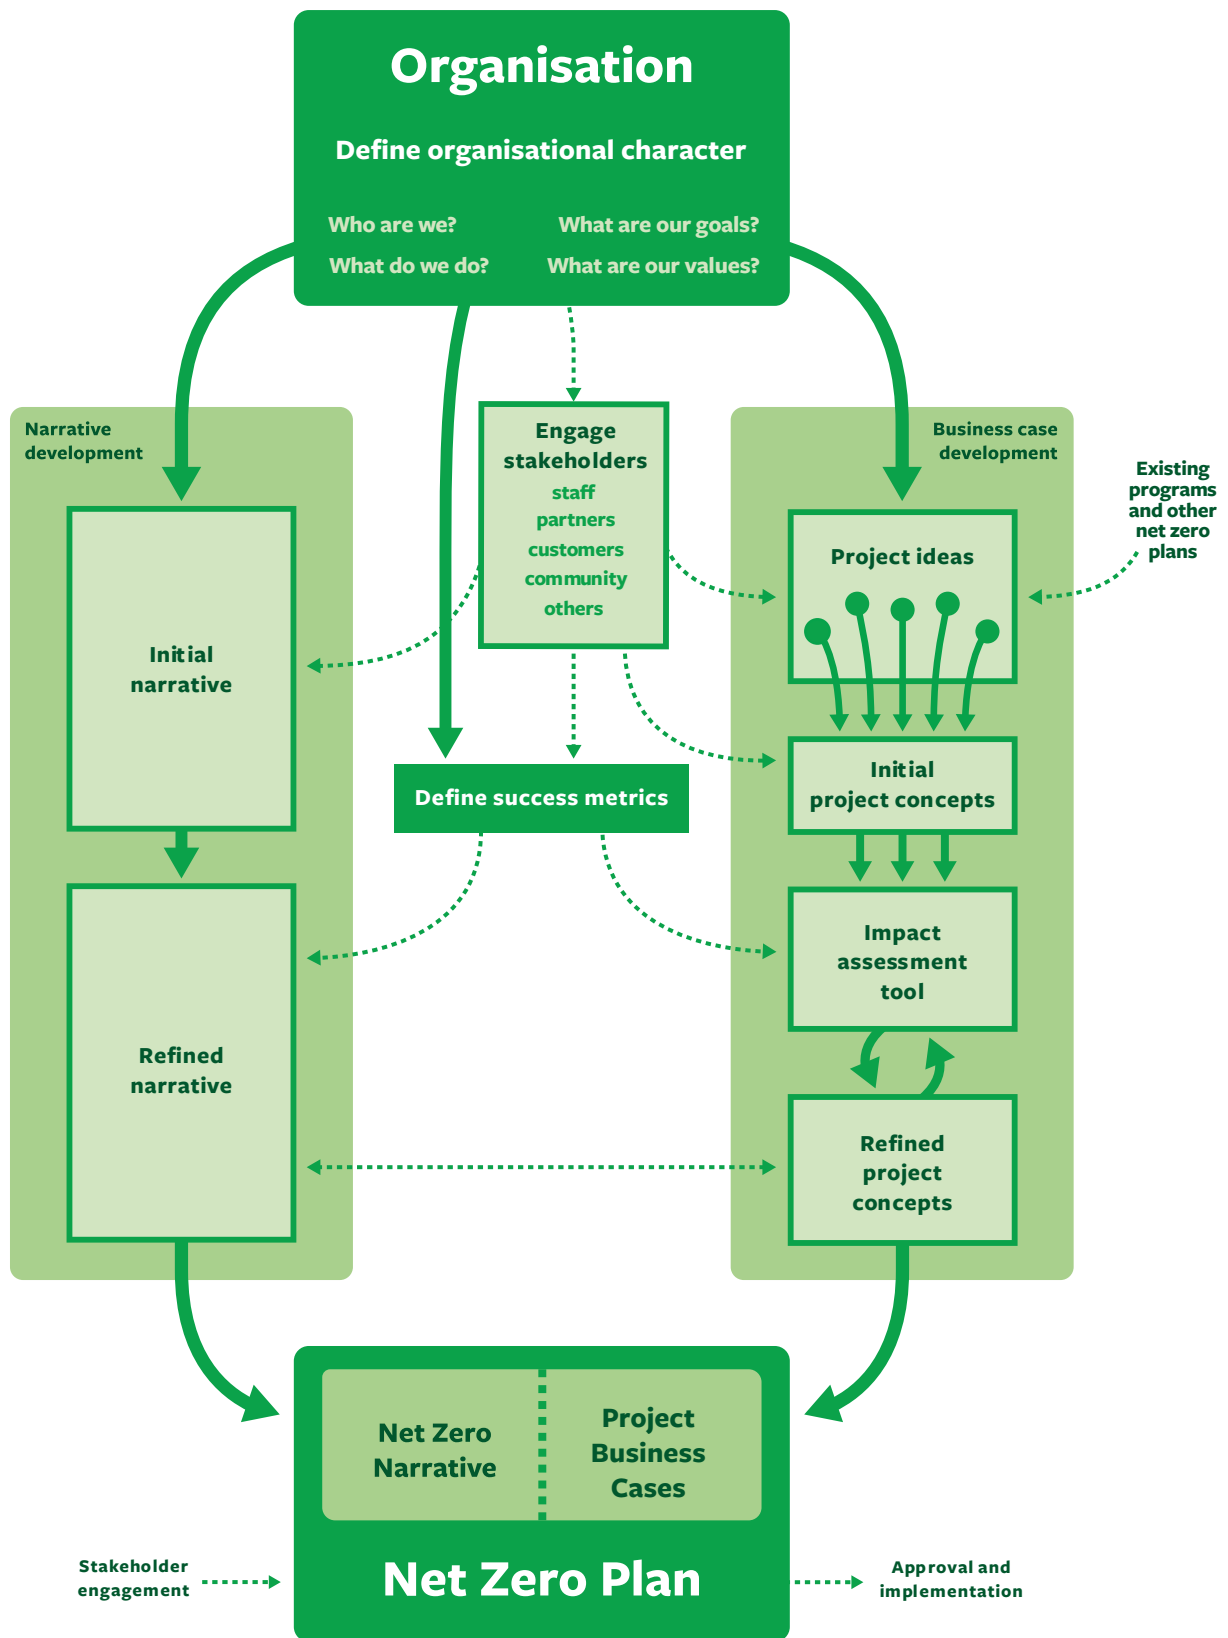 Organisation
Define organisational character
Who are we?
What are our goals?
What do we do?
What are our values?
Narrative
development
Engage
stakeholders
staff
partners
customers
community
others
Business case
development
Existing
programs
and other
net zero
plans
Project ideas
Initial
narrative
Define success metrics
Initial
project concepts
Impact
assessment
tool
Refined
narrative
Refined
project
concepts
Net Zero
Narrative
Project
Business
Cases
Stakeholder
engagement
Net Zero Plan
Approval and
implementation